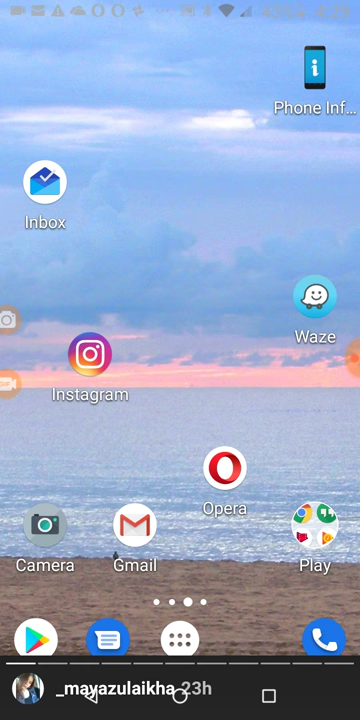 Phone Inf...
Inbox
Waze
Instagram
Opera
Camera
Gmail
Play
_mayazulaikha 23h